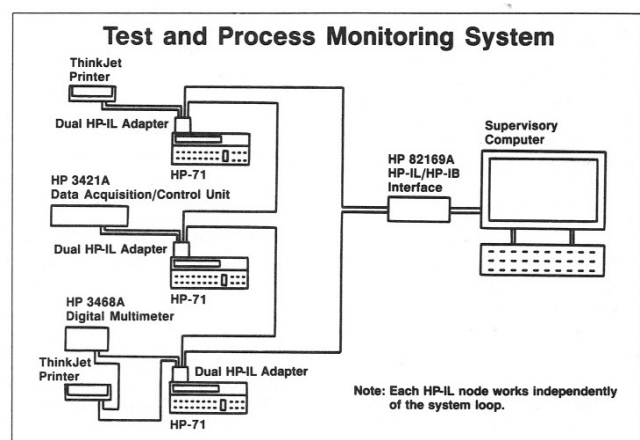 Test and Process Monitoring System
ThinkJet
Printer
Dual HP-IL Adapter
HP-71
HP 3421A
Data Acquisition/Control Unit
Dual HP-IL Adapter
HP-71
HP 3468A
Digital Multimeter
ThinkJet
Printer
Dual HP-IL Adapter
HP-71
HP 82169A
HP-IL/HP-IB
Interface
Supervisory
Computer
Note: Each HP-IL node works independently
of the system loop.